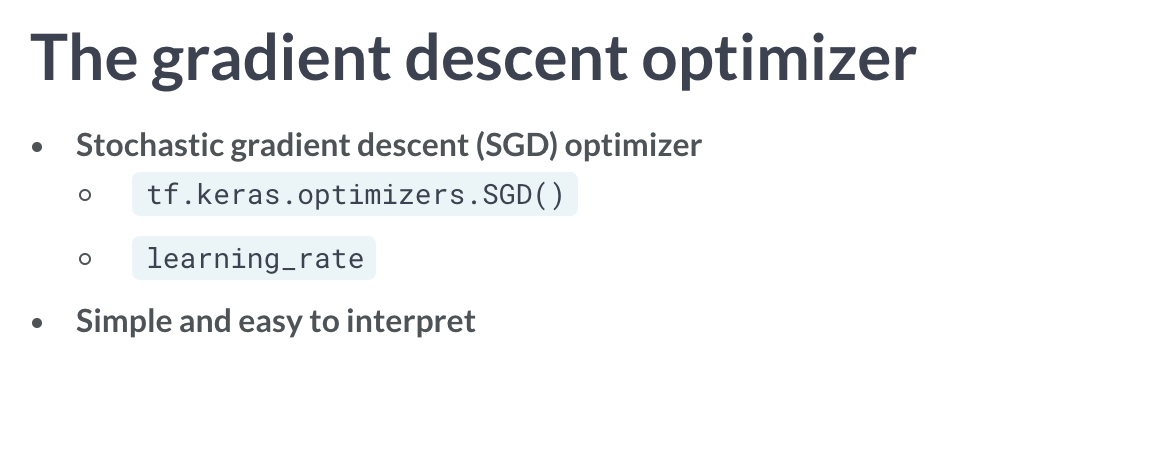 The gradient descent optimizer
• Stochastic gradient descent (SGD) optimizer
○ tf.keras.optimizers.SGD()
○ learning_rate
• Simple and easy to interpret